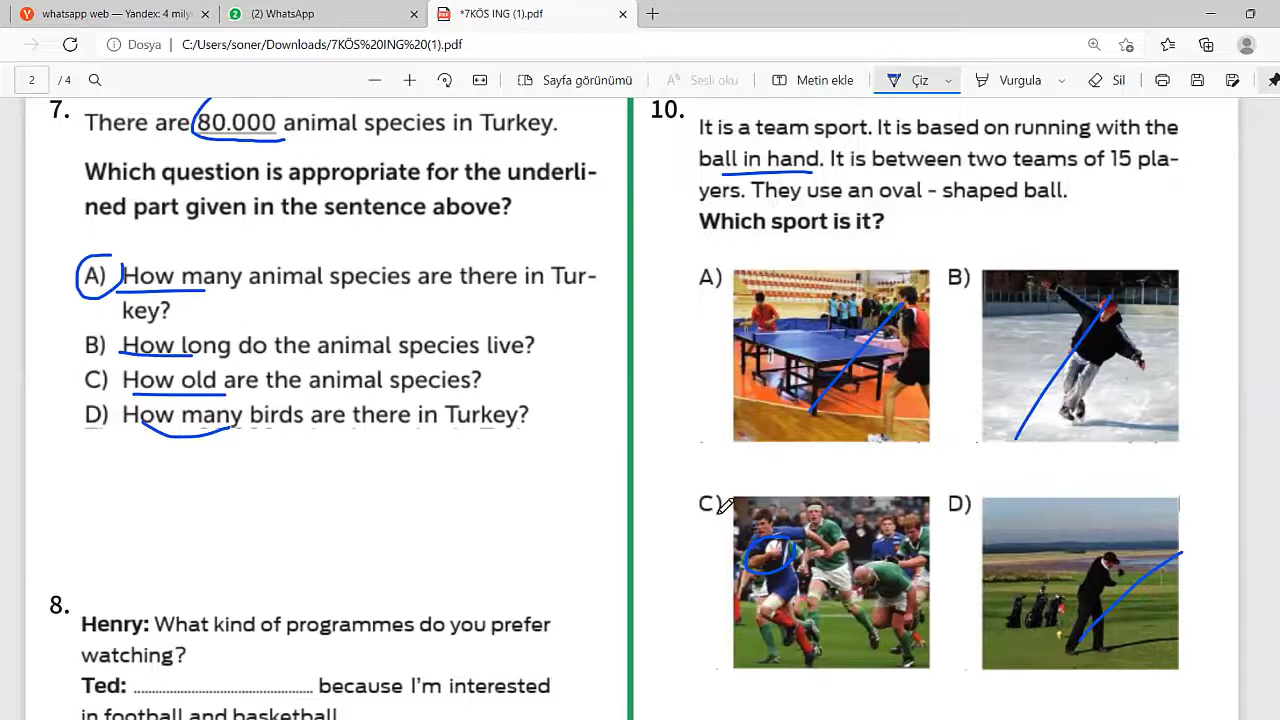 whatsapp web — Yandex: 4 mily
(2) WhatsApp
*7KÖS ING (1).pdf
Dosya
C:/Users/soner/Downloads/7KÖS%20ING%20(1).pdf
2 / 4
Sayfa görünümü
Sesli oku
Metin ekle
Çiz
Vurgula
Sil
7.
There are 80.000 animal species in Turkey.
Which question is appropriate for the underli-
ned part given in the sentence above?
A) How many animal species are there in Tur-
key?
B) How long do the animal species live?
C) How old are the animal species?
D) How many birds are there in Turkey?
8.
Henry: What kind of programmes do you prefer
watching?
Ted: ................................................ because I'm interested
in football and basketball
10.
It is a team sport. It is based on running with the
ball in hand. It is between two teams of 15 pla-
yers. They use an oval - shaped ball.
Which sport is it?
A)
B)
C)
D)